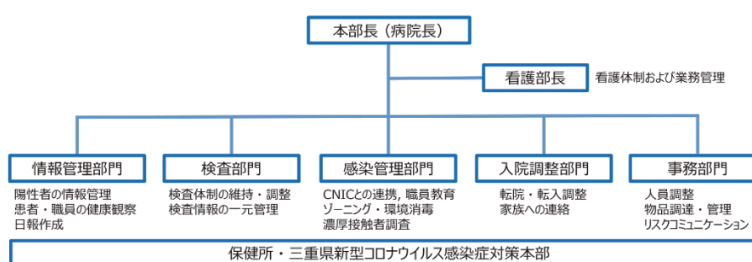 本部長（病院長）
看護部長
看護体制および業務管理
情報管理部門
陽性者の情報管理
患者・職員の健康観察
日報作成
検査部門
検査体制の維持・調整
検査情報の一元管理
感染管理部門
CNICとの連携, 職員教育
ゾーニング・環境消毒
濃厚接触者調査
入院調整部門
転院・転入調整
家族への連絡
事務部門
人員調整
物品調達・管理
リスクコミュニケーション
保健所・三重県新型コロナウイルス感染症対策本部